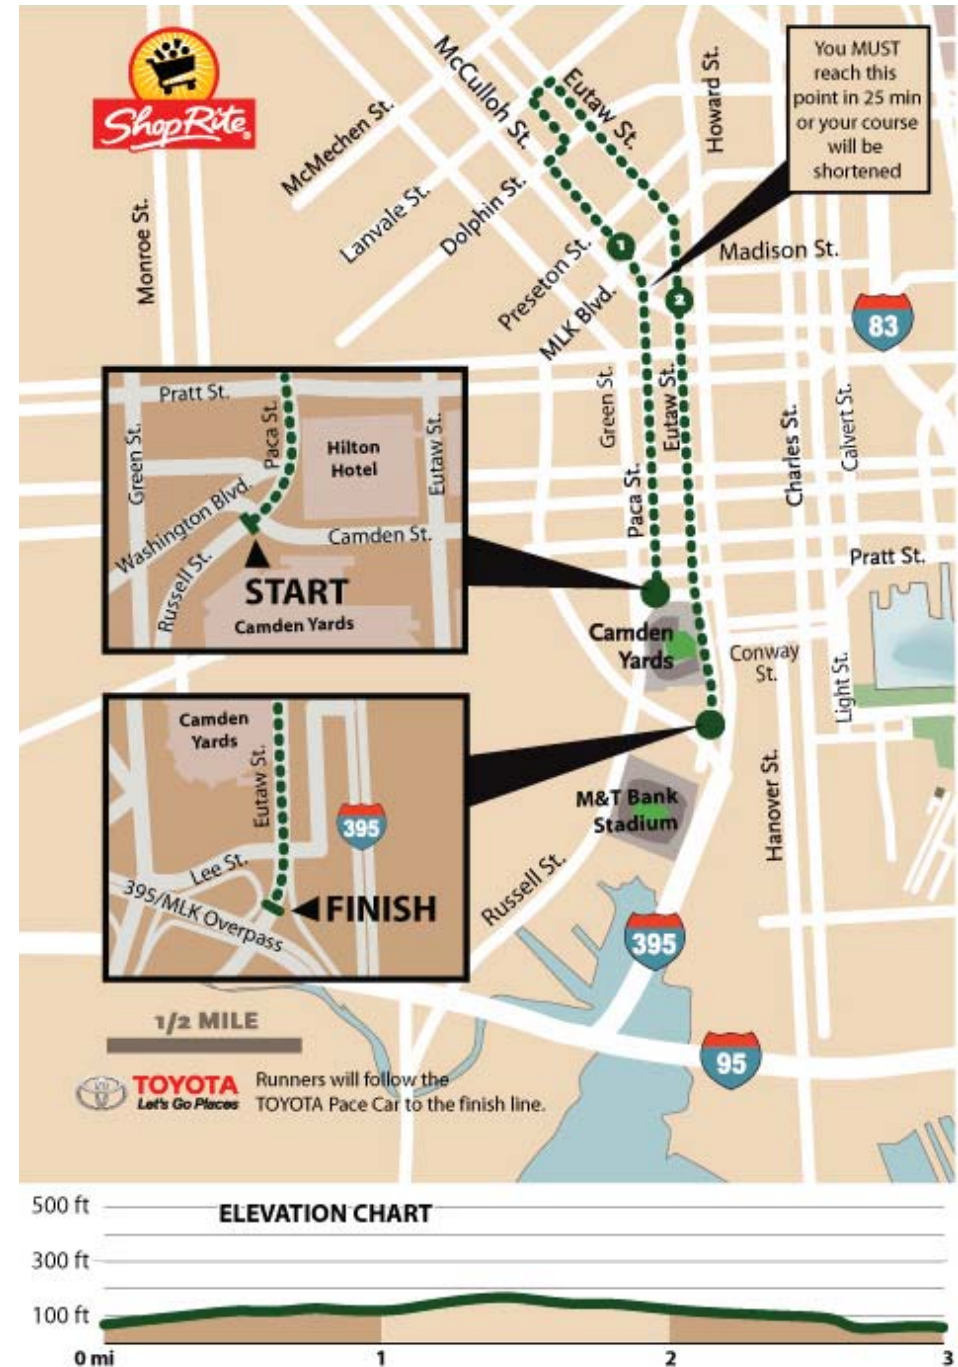 ShopRite®
McCulloh St.
Eutaw St.
Howard St.
You MUST
reach this
point in 25 min
or your course
will be
shortened
McMechen St.
Lanvale St.
Dolphin St.
Monroe St.
Preseton St.
1
Madison St.
MLK Blvd.
2
83
Green St.
Eutaw St.
Paca St.
Charles St.
Calvert St.
Pratt St.
Pratt St.
Green St.
Paca St.
Hilton
Hotel
Eutaw St.
Washington Blvd.
Russell St.
Camden St.
START
Camden Yards
Camden
Yards
Conway
St.
Light St.
Camden
Yards
Eutaw St.
395
Lee St.
395/MLK Overpass
FINISH
M&T Bank
Stadium
Hanover St.
Russell St.
395
95
1/2 MILE
TOYOTA
Let's Go Places
Runners will follow the
TOYOTA Pace Car to the finish line.
ELEVATION CHART
500 ft
300 ft
100 ft
0 mi 1 2 3